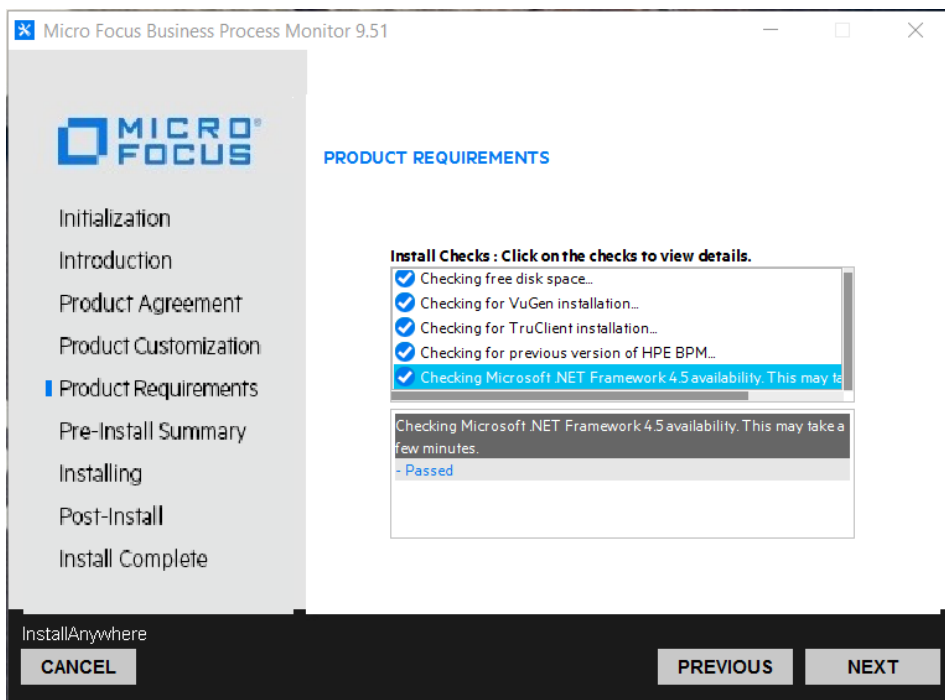 Micro Focus Business Process Monitor 9.51
MICRO®
FOCUS
Initialization
Introduction
Product Agreement
Product Customization
Product Requirements
Pre-Install Summary
Installing
Post-Install
Install Complete
PRODUCT REQUIREMENTS
Install Checks : Click on the checks to view details.
Checking free disk space...
Checking for VuGen installation...
Checking for TruClient installation...
Checking for previous version of HPE BPM...
Checking Microsoft .NET Framework 4.5 availability. This may ta
Checking Microsoft .NET Framework 4.5 availability. This may take a
few minutes.
- Passed
InstallAnywhere
CANCEL
PREVIOUS
NEXT